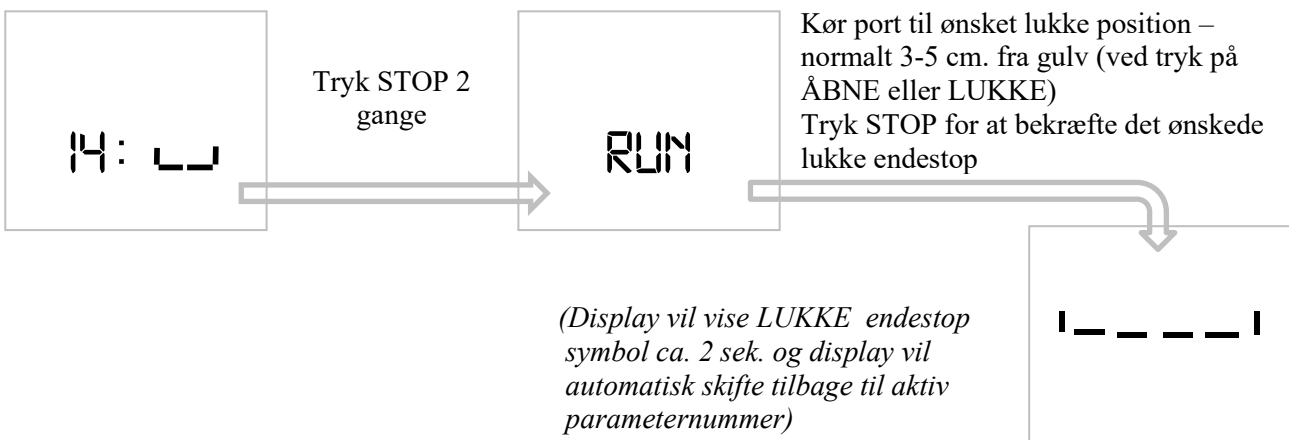 Kør port til ønsket lukke position –
normalt 3-5 cm. fra gulv (ved tryk på
ÅBNE eller LUKKE)
Tryk STOP for at bekræfte det ønskede
lukke endestop
Tryk STOP 2
gange
14:
RUN
(Display vil vise LUKKE endestop
symbol ca. 2 sek. og display vil
automatisk skifte tilbage til aktiv
parameternummer)